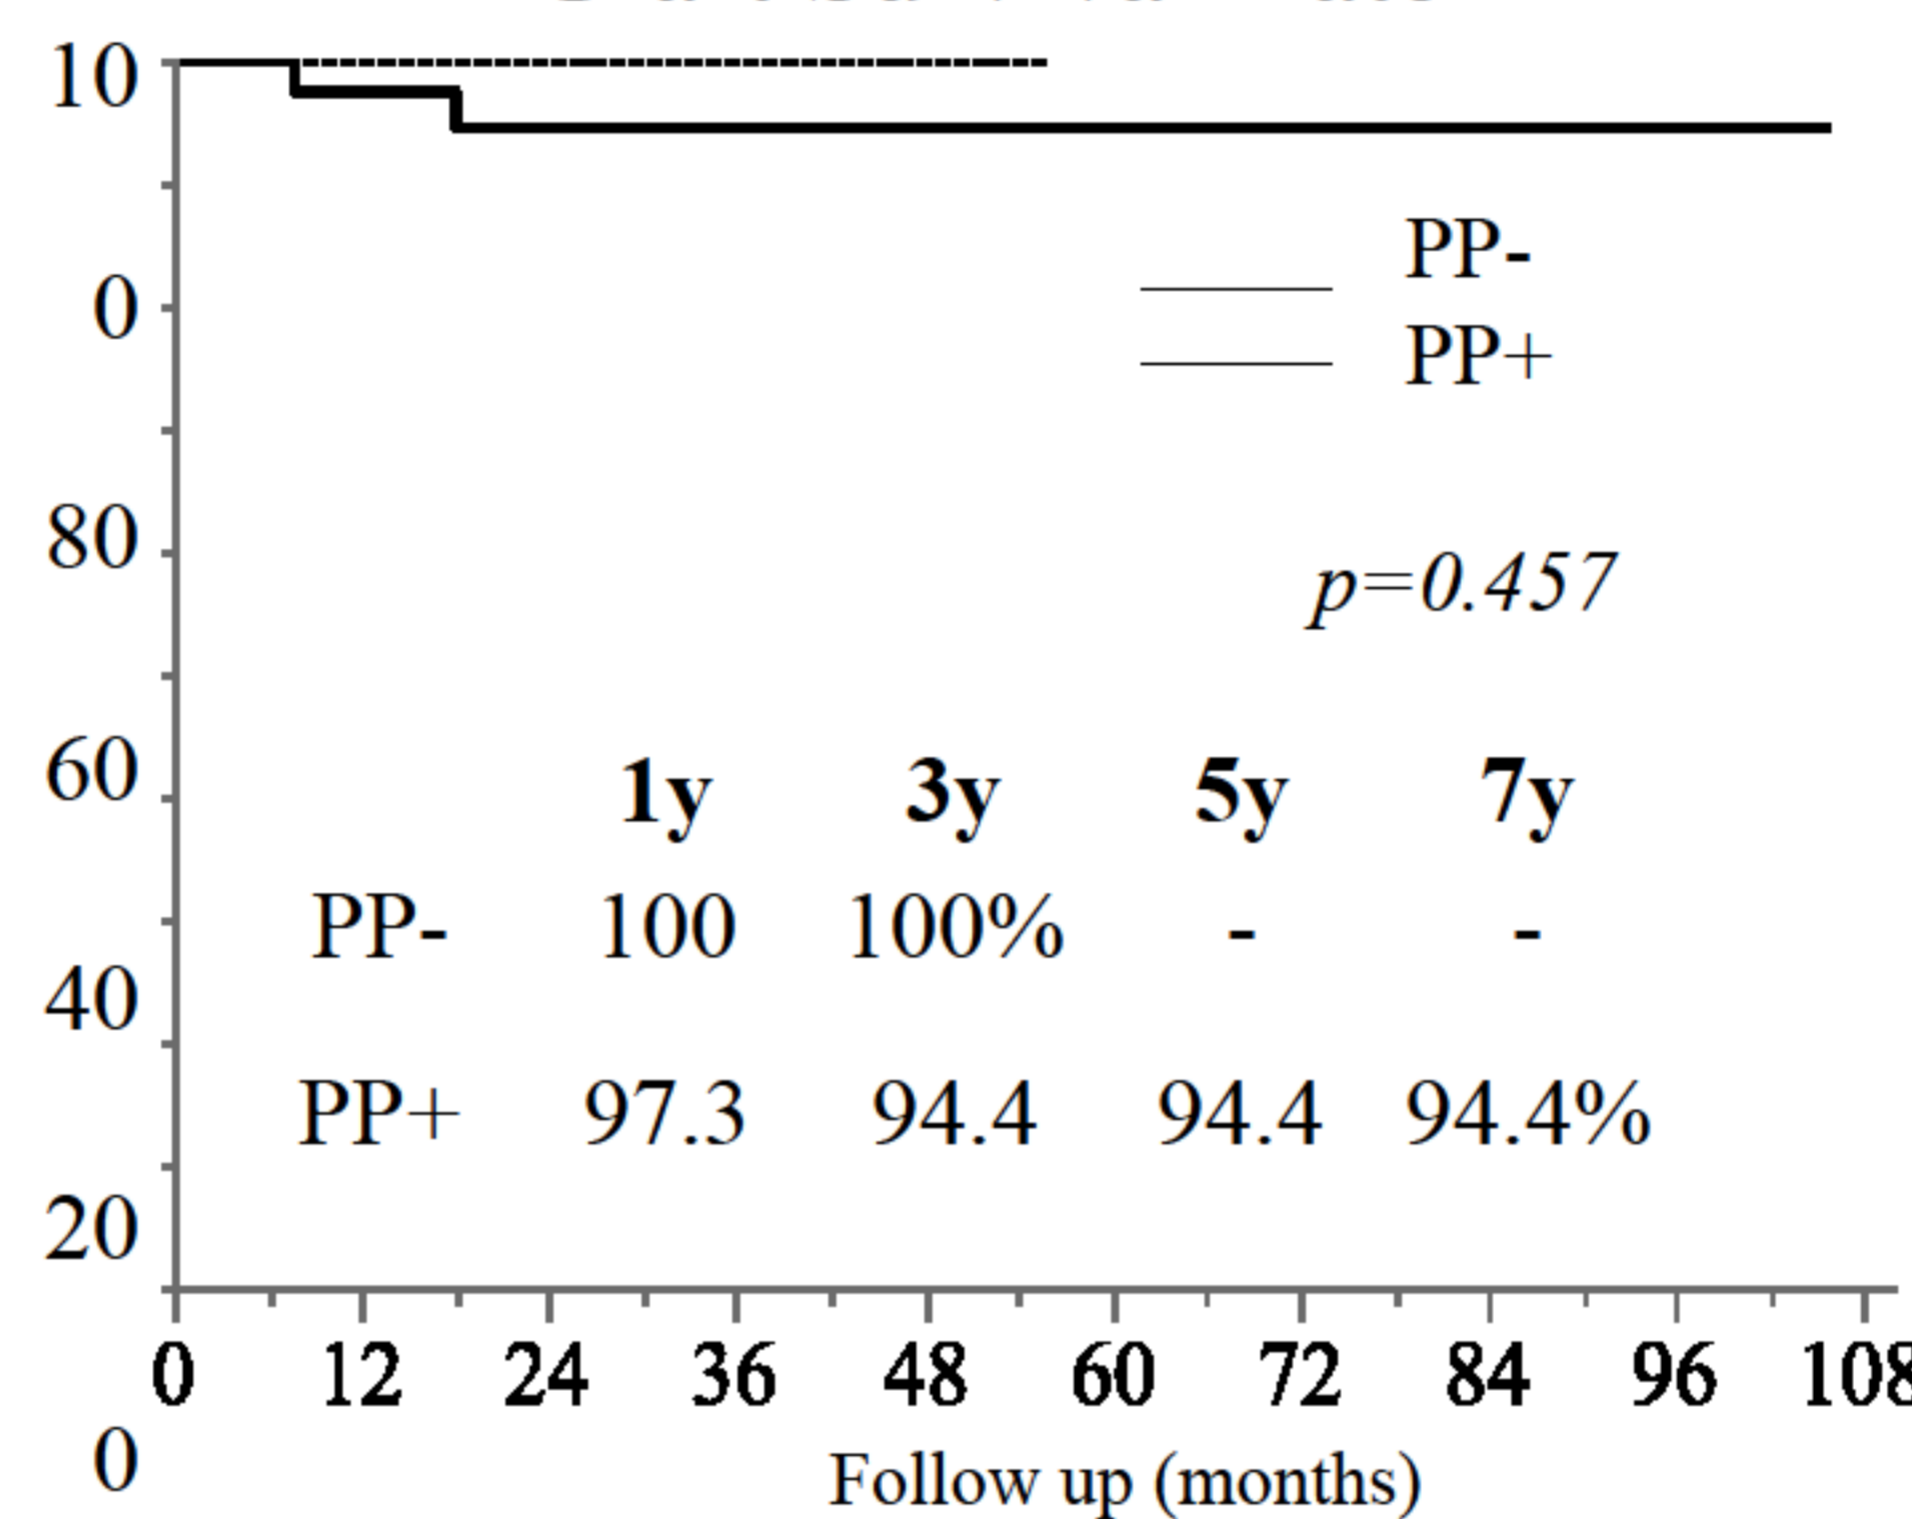 10
0
80
60
40
20
0
PP-
PP+
p=0.457
1y 3y 5y 7y
PP- 100 100% - -
PP+ 97.3 94.4 94.4 94.4%
0 12 24 36 48 60 72 84 96 108
Follow up (months)